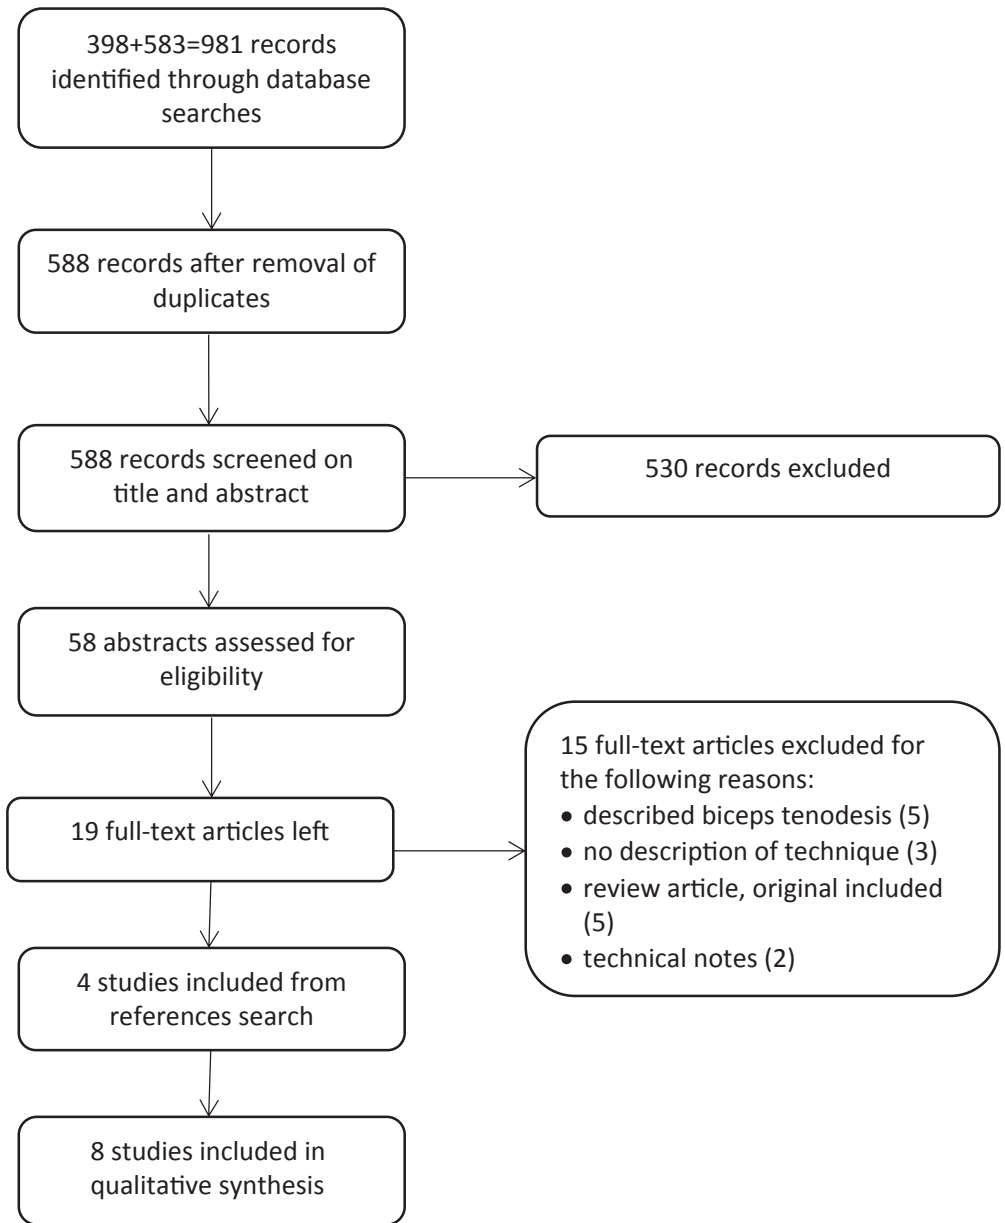 398+583=981 records
identified through database
searches
588 records after removal of
duplicates
588 records screened on
title and abstract
530 records excluded
58 abstracts assessed for
eligibility
19 full-text articles left
15 full-text articles excluded for
the following reasons:
• described biceps tenodesis (5)
• no description of technique (3)
• review article, original included
(5)
• technical notes (2)
4 studies included from
references search
8 studies included in
qualitative synthesis